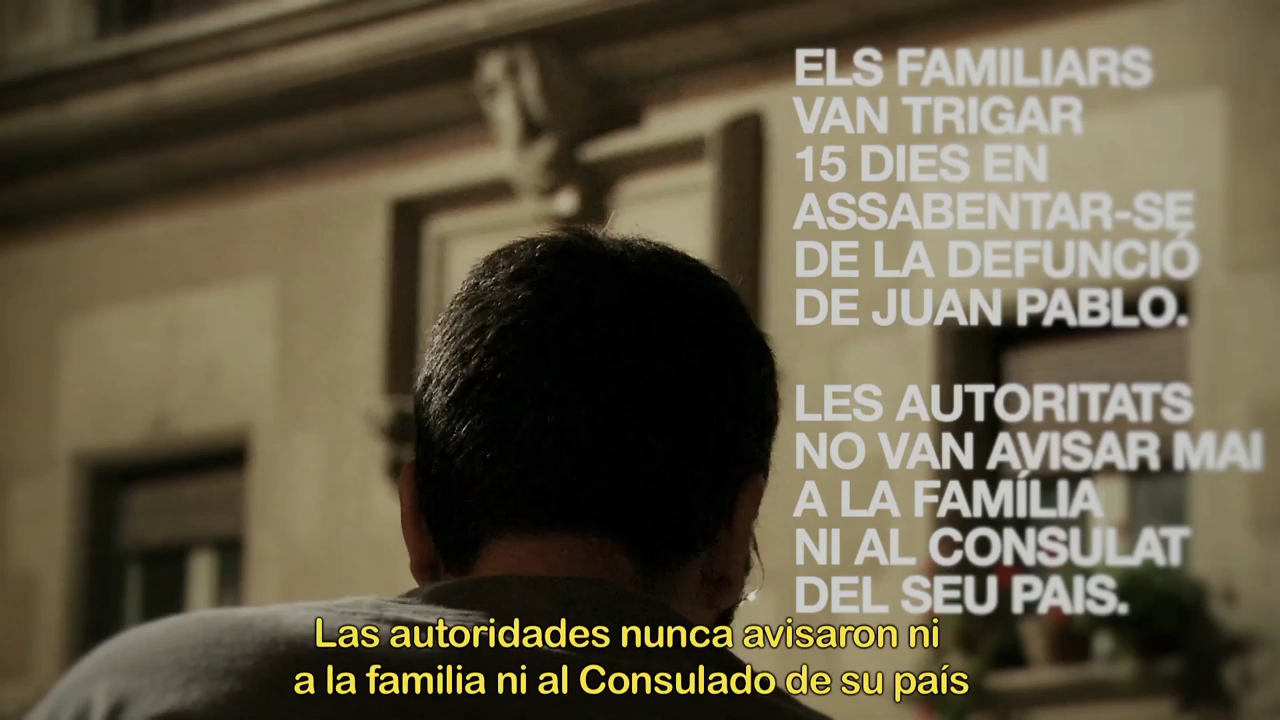 ELS FAMILIARS
VAN TRIGAR
15 DIES EN
ASSABENTAR-SE
DE LA DEFUNCIÓ
DE JUAN PABLO.
LES AUTORITATS
NO VAN AVISAR MAI
A LA FAMÍLIA
NI AL CONSULAT
DEL SEU PAIS.
Las autoridades nunca avisaron ni
a la familia ni al Consulado de su país